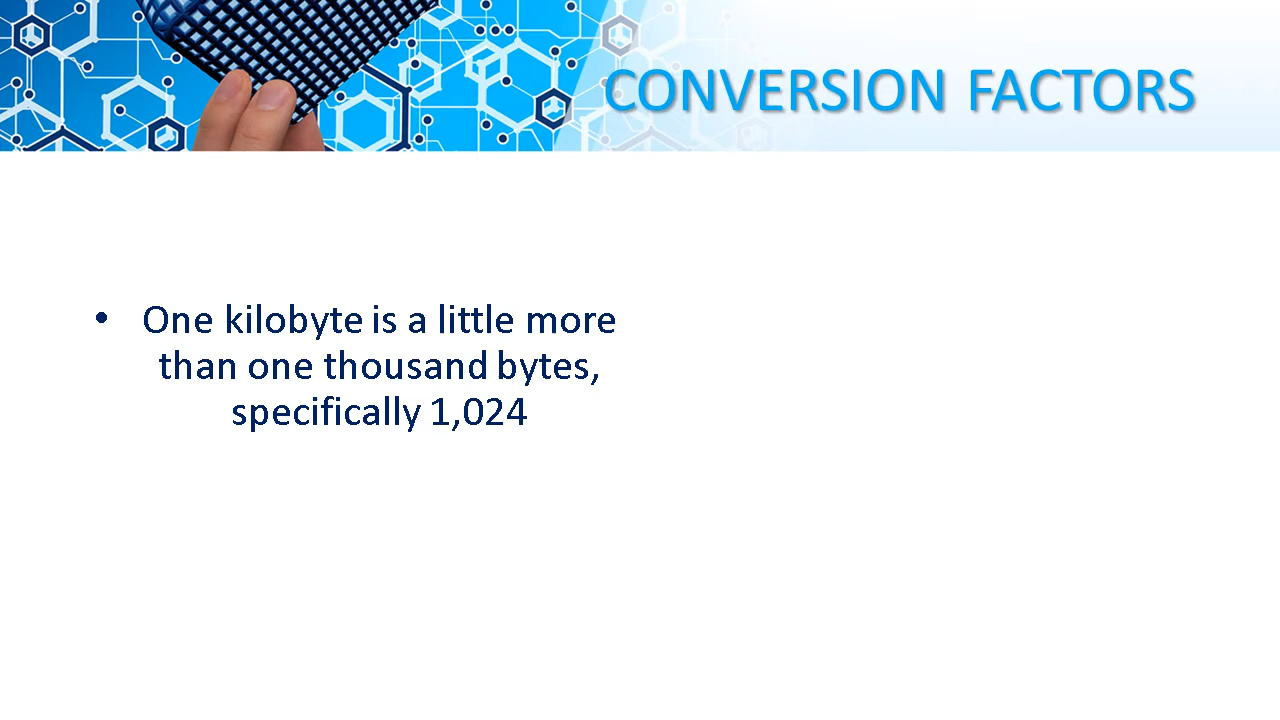 CONVERSION FACTORS
• One kilobyte is a little more
than one thousand bytes,
specifically 1,024